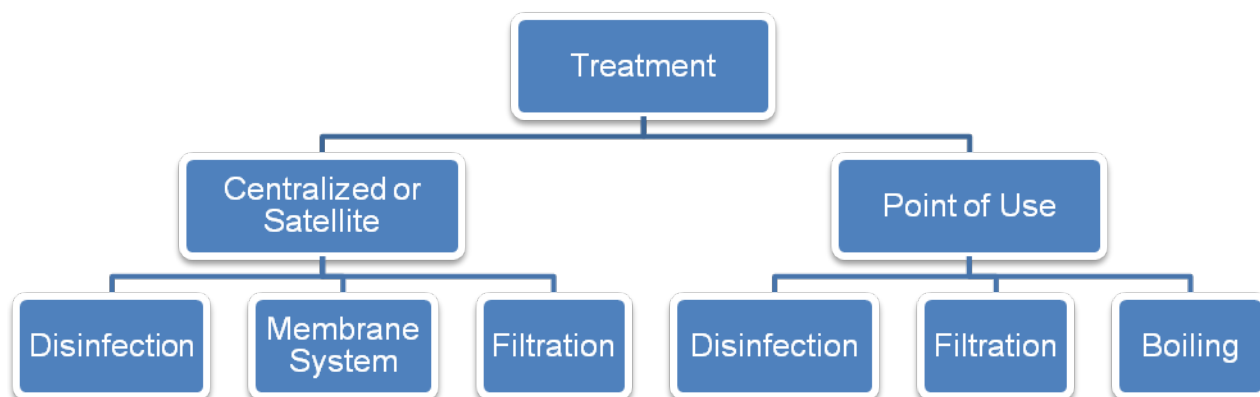 Treatment
Centralized or
Satellite
Point of Use
Disinfection
Membrane
System
Filtration
Disinfection
Filtration
Boiling